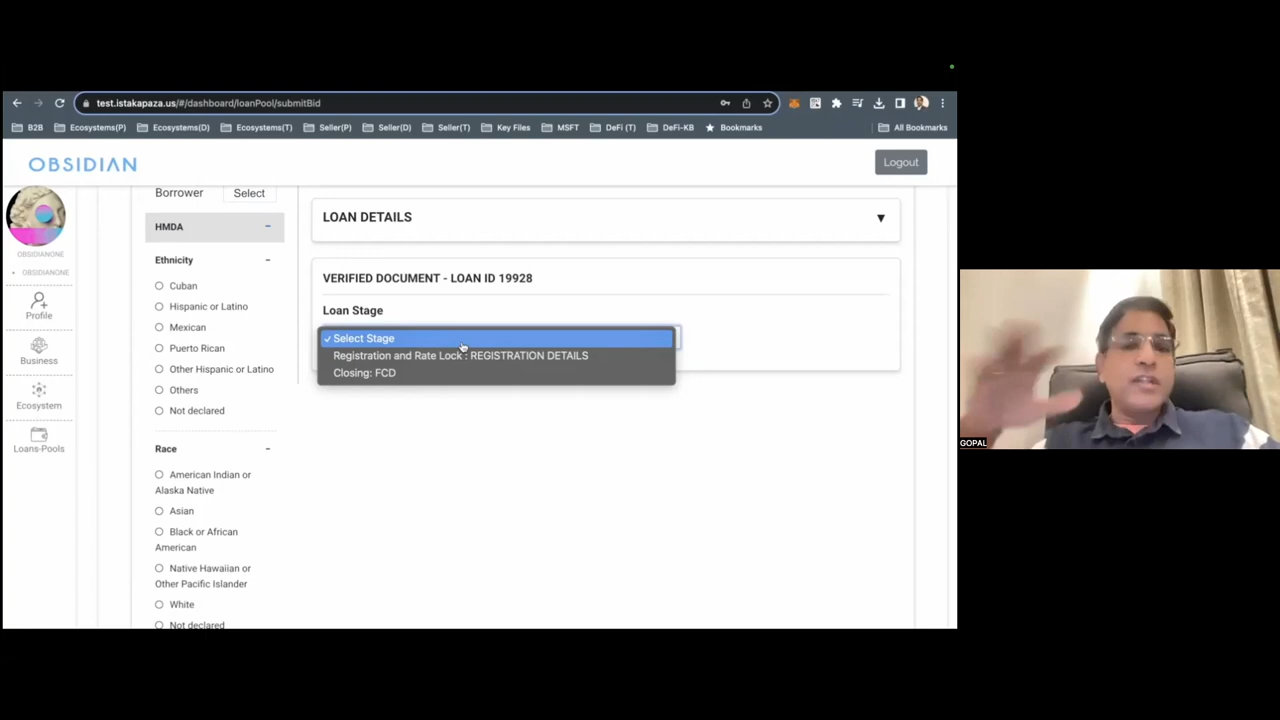 test.istakapaza.us/#/dashboard/loanPool/submitBid
B2B Ecosystems(P) Ecosystems(D) Ecosystems(T) Seller(P) Seller(D) Seller(T) Key Files MSFT DeFi (T) DeFi-KB Bookmarks All Bookmarks
OBSIDIAN
Logout
OBSIDIANONE
OBSIDIANONE
Profile
Business
Ecosystem
Loans-Pools
Borrower Select
HMDA
Ethnicity
Cuban
Hispanic or Latino
Mexican
Puerto Rican
Other Hispanic or Latino
Others
Not declared
Race
American Indian or
Alaska Native
Asian
Black or African
American
Native Hawaiian or
Other Pacific Islander
White
Not declared
LOAN DETAILS
VERIFIED DOCUMENT - LOAN ID 19928
Loan Stage
Select Stage
Registration and Rate Lock : REGISTRATION DETAILS
Closing: FCD
GOPAL